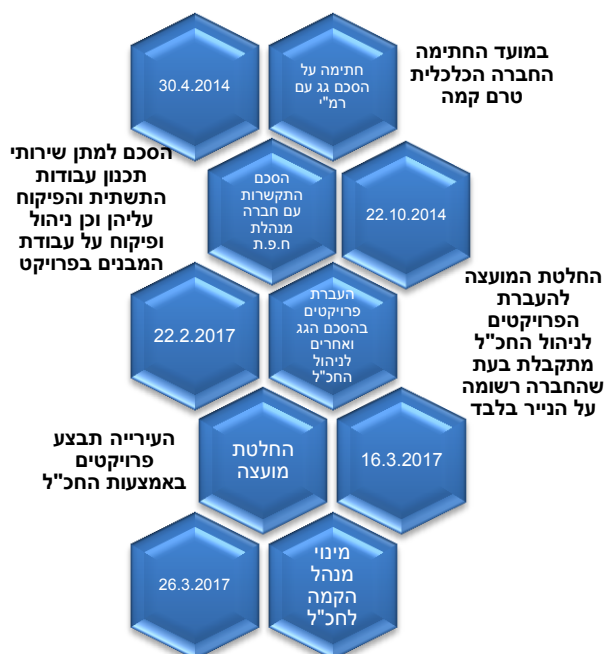 במועד החתימה
החברה הכלכלית
טרם קמה
חתימה על
הסכם גג עם
רמ"י
30.4.2014
הסכם למתן שירותי
תכנון עבודות
התשתית והפיקוח
עליהן וכן ניהול
ופיקוח על עבודת
המבנים בפרויקט
הסכם
התקשרות
עם חברה
מנהלת
ח.פ.ת
22.10.2014
החלטת המועצה
להעברת
הפרויקטים
לניהול החכ"ל
מתקבלת בעת
שהחברה רשומה
על הנייר בלבד
העברת
פרויקטים
בהסכם הגג
ואחרים
לניהול
החכ"ל
22.2.2017
העירייה תבצע
פרויקטים
באמצעות החכ"ל
החלטת
מועצה
16.3.2017
מינוי
מנהל
הקמה
לחכ"ל
26.3.2017